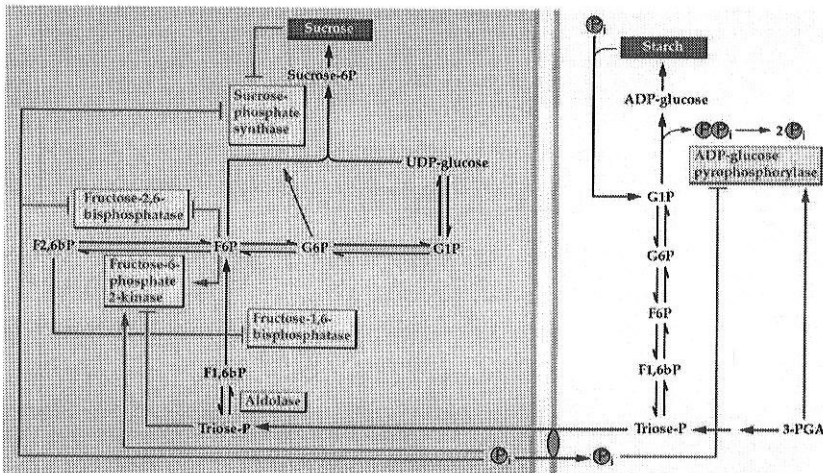 Sucrose
Sucrose-6P
Sucrose-
phosphate
synthase
UDP-glucose
Fructose-2,6-
bisphosphatase
F2,6bP
F6P
G6P
G1P
Fructose-6-
phosphate
2-kinase
Fructose-1,6-
bisphosphatase
F1,6bP
Aldolase
Triose-P
Pi
Pi
Pi
Starch
ADP-glucose
PPi
2 Pi
ADP-glucose
pyrophosphorylase
G1P
G6P
F6P
F1,6bP
Triose-P
3-PGA